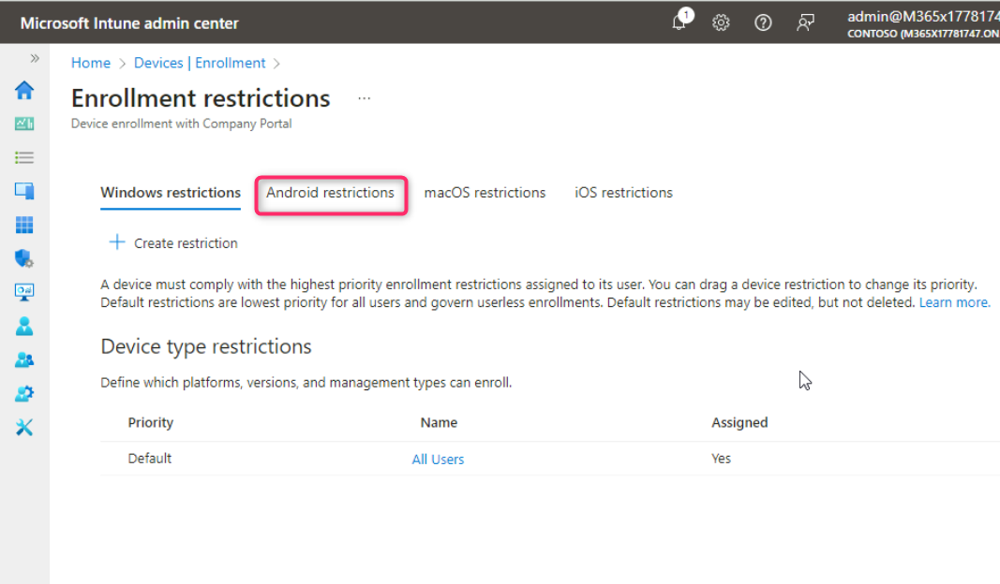 Microsoft Intune admin center
1
admin@M365x1778174
CONTOSO (M365X17781747.ON
Home > Devices | Enrollment >
Enrollment restrictions ...
Device enrollment with Company Portal
Windows restrictions Android restrictions macOS restrictions iOS restrictions
+ Create restriction
A device must comply with the highest priority enrollment restrictions assigned to its user. You can drag a device restriction to change its priority.
Default restrictions are lowest priority for all users and govern userless enrollments. Default restrictions may be edited, but not deleted. Learn more.
Device type restrictions
Define which platforms, versions, and management types can enroll.
Priority Name Assigned
Default All Users Yes